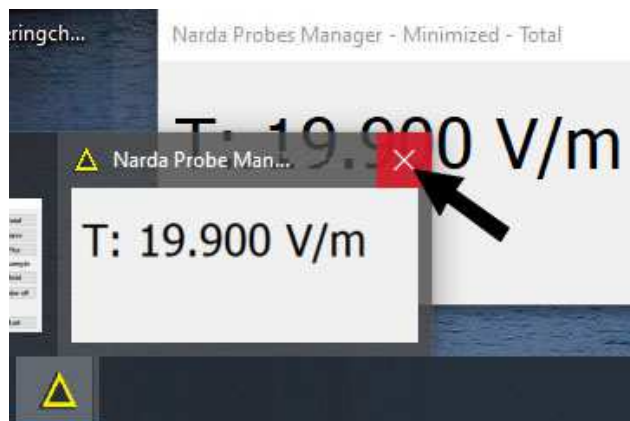 ringch...
Narda Probes Manager - Minimized - Total
T: 19.900 V/m
Narda Probe Man...
T: 19.900 V/m